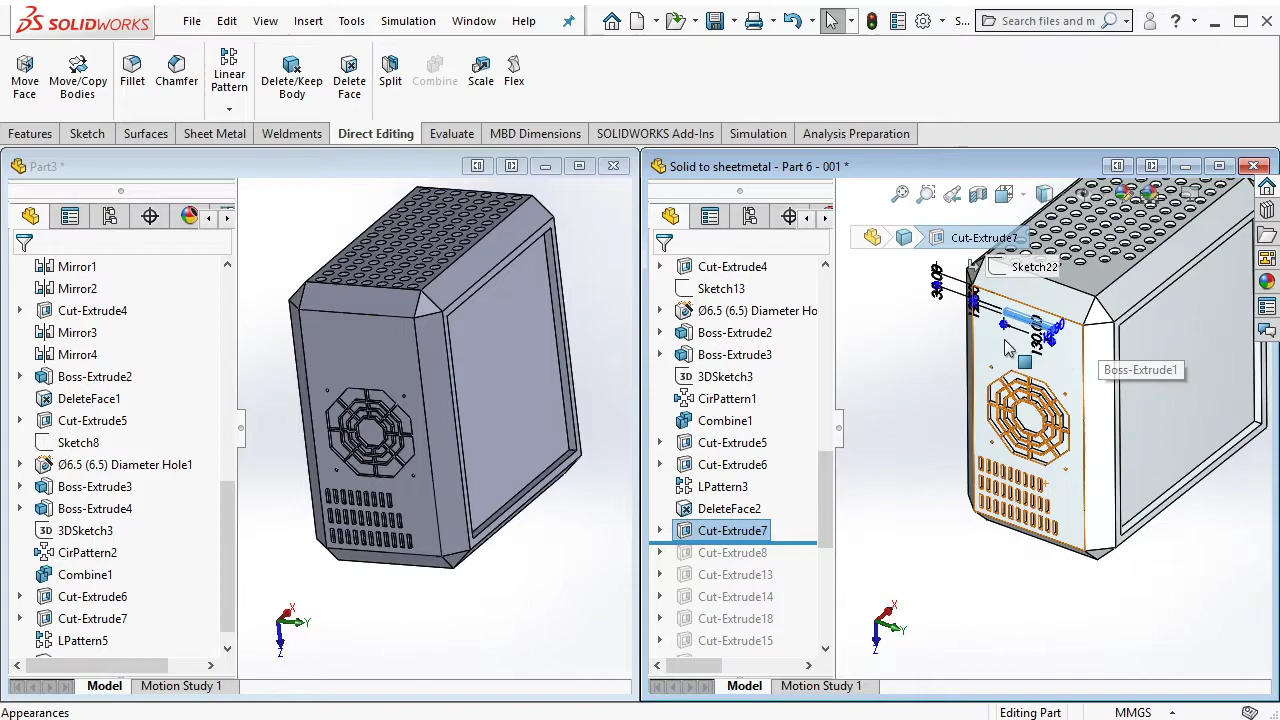 SOLIDWORKS
File Edit View Insert Tools Simulation Window Help
S...
Search files and m
?
Move Face
Move/Copy Bodies
Fillet
Chamfer
Linear Pattern
Delete/Keep Body
Delete Face
Split
Combine
Scale
Flex
Features Sketch Surfaces Sheet Metal Weldments Direct Editing Evaluate MBD Dimensions SOLIDWORKS Add-Ins Simulation Analysis Preparation
Part3 *
Mirror1
Mirror2
Cut-Extrude4
Mirror3
Mirror4
Boss-Extrude2
DeleteFace1
Cut-Extrude5
Sketch8
Ø6.5 (6.5) Diameter Hole1
Boss-Extrude3
Boss-Extrude4
3D 3DSketch3
CirPattern2
Combine1
Cut-Extrude6
Cut-Extrude7
LPattern5
X
Y
Z
Model Motion Study 1
Solid to sheetmetal - Part 6 - 001 *
Cut-Extrude4
Sketch13
Ø6.5 (6.5) Diameter Ho
Boss-Extrude2
Boss-Extrude3
3D 3DSketch3
CirPattern1
Combine1
Cut-Extrude5
Cut-Extrude6
LPattern3
DeleteFace2
Cut-Extrude7
Cut-Extrude8
Cut-Extrude13
Cut-Extrude14
Cut-Extrude18
Cut-Extrude15
Cut-Extrude7
Sketch22
130.00
Boss-Extrude1
X
Y
Z
Model Motion Study 1
Appearances
Editing Part
MMGS